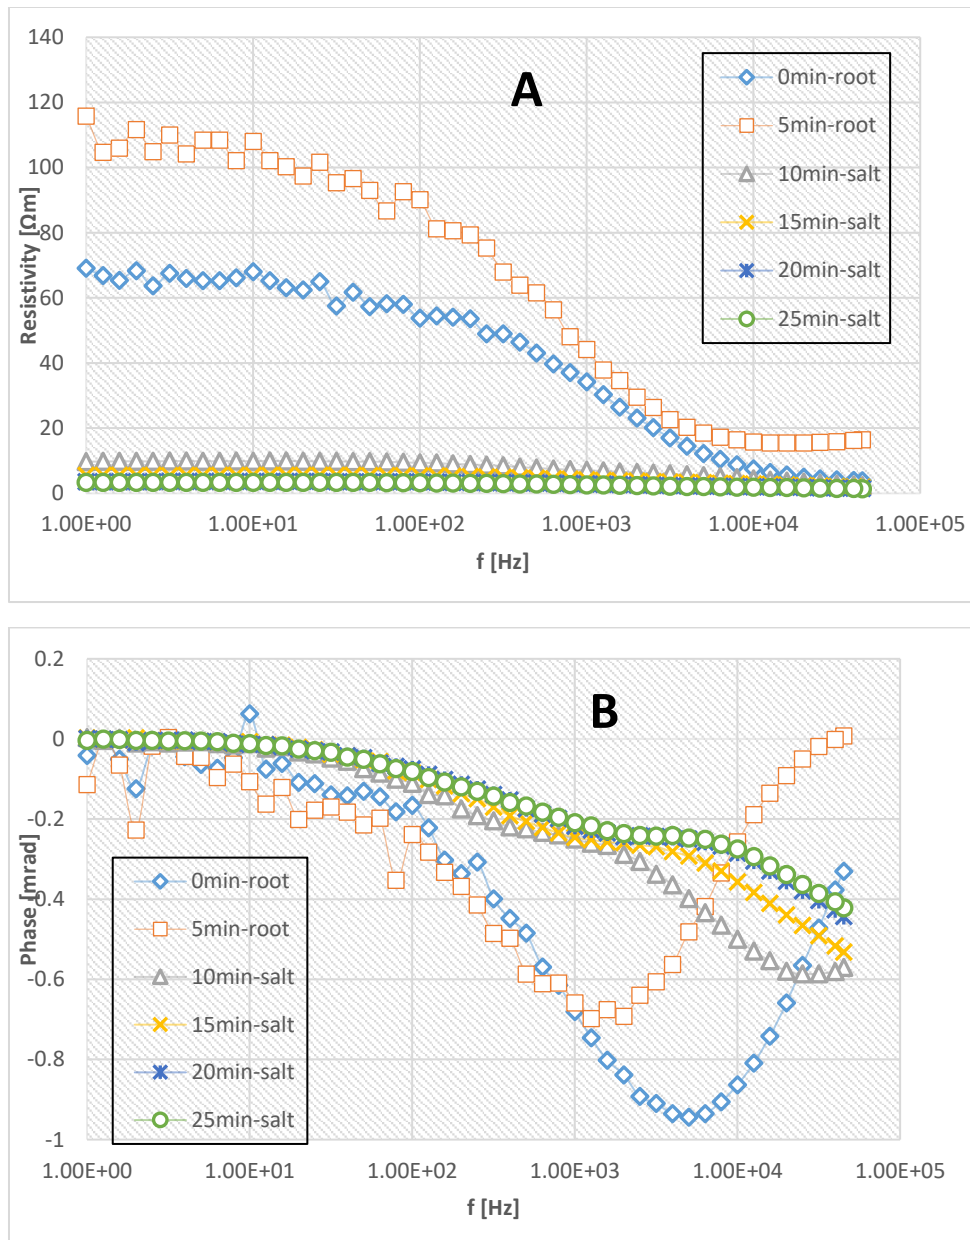 140
120
100
80
60
40
20
0
Resistivity [Ωm]
A
0min-root
5min-root
10min-salt
15min-salt
20min-salt
25min-salt
1.00E+00 1.00E+01 1.00E+02 1.00E+03 1.00E+04 1.00E+05
f [Hz]
0.2
0
-0.2
-0.4
-0.6
-0.8
-1
Phase [mrad]
B
0min-root
5min-root
10min-salt
15min-salt
20min-salt
25min-salt
1.00E+00 1.00E+01 1.00E+02 1.00E+03 1.00E+04 1.00E+05
f [Hz]